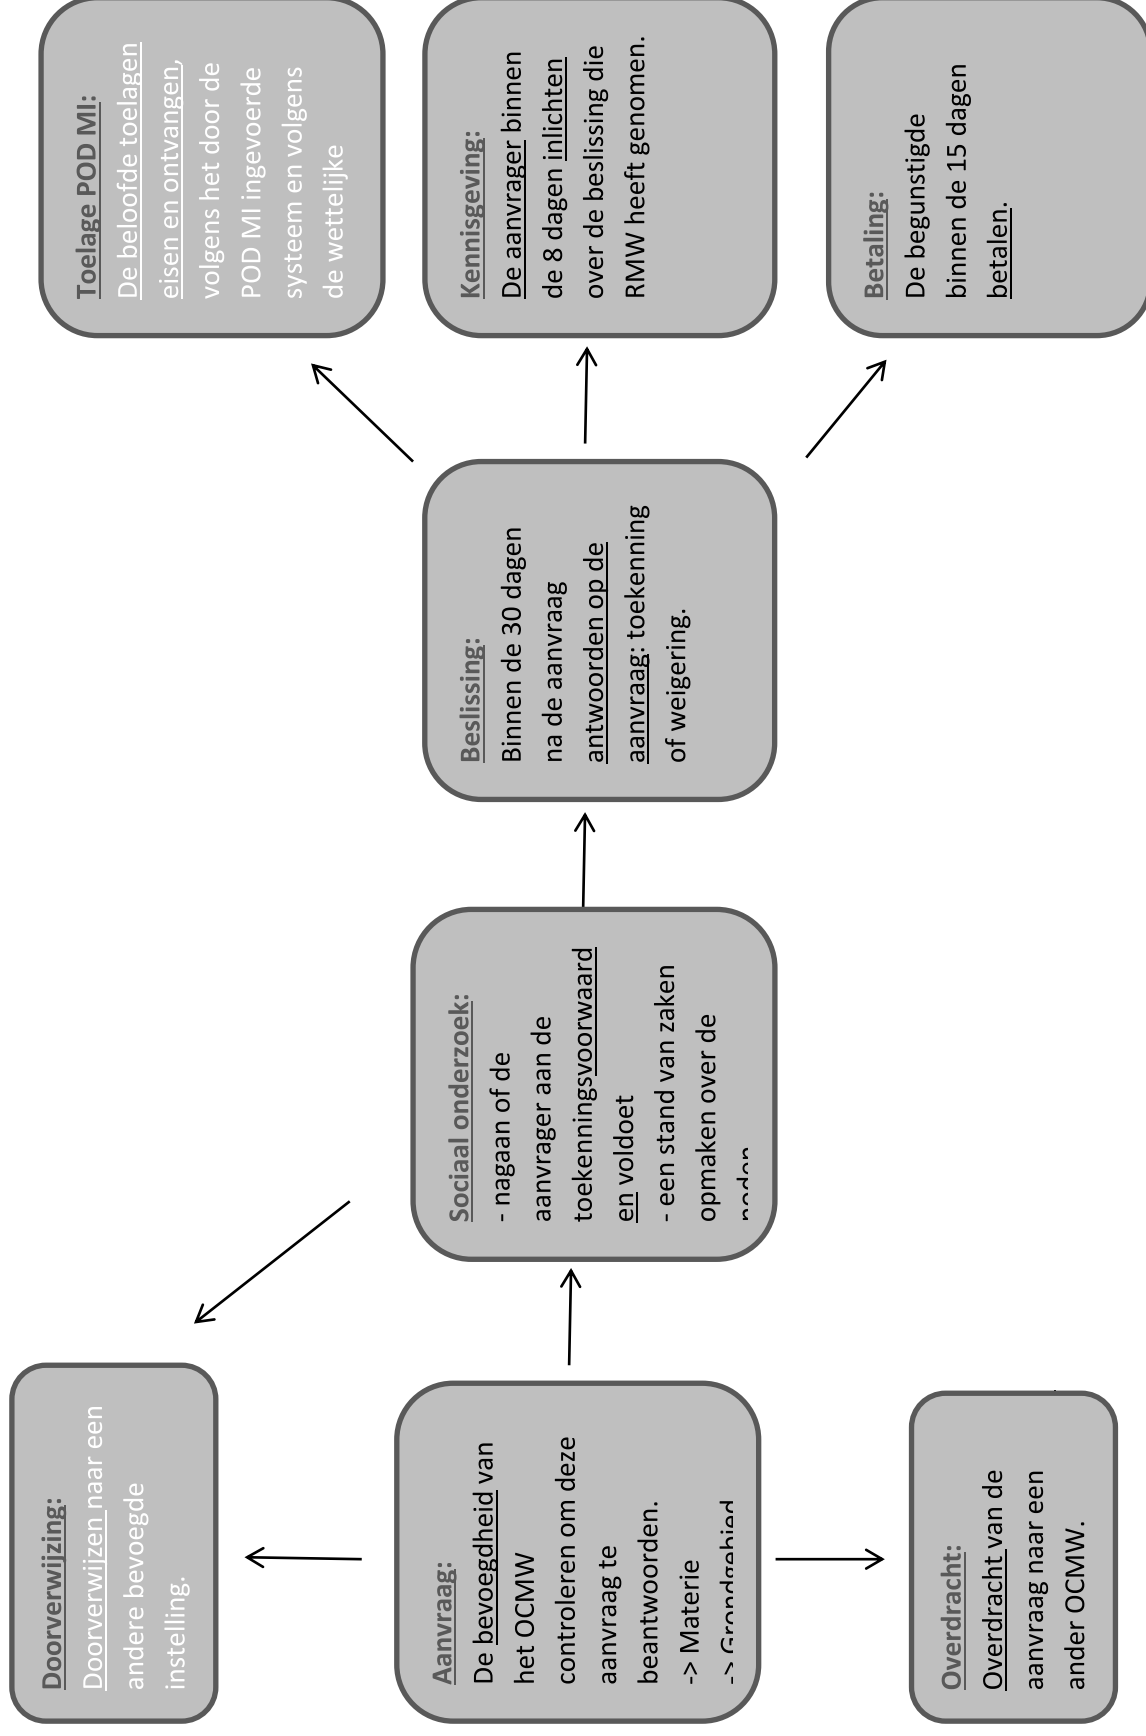 Doorverwijzing:
Doorverwijzen naar een
andere bevoegde
instelling.
Aanvraag:
De bevoegdheid van
het OCMW
controleren om deze
aanvraag te
beantwoorden.
-> Materie
-> Grondgebied
Overdracht:
Overdracht van de
aanvraag naar een
ander OCMW.
Sociaal onderzoek:
- nagaan of de
aanvrager aan de
toekenningsvoorwaard
en voldoet
- een stand van zaken
opmaken over de
noden
Beslissing:
Binnen de 30 dagen
na de aanvraag
antwoorden op de
aanvraag: toekenning
of weigering.
Toelage POD MI:
De beloofde toelagen
eisen en ontvangen,
volgens het door de
POD MI ingevoerde
systeem en volgens
de wettelijke
Kennisgeving:
De aanvrager binnen
de 8 dagen inlichten
over de beslissing die
RMW heeft genomen.
Betaling:
De begunstigde
binnen de 15 dagen
betalen.